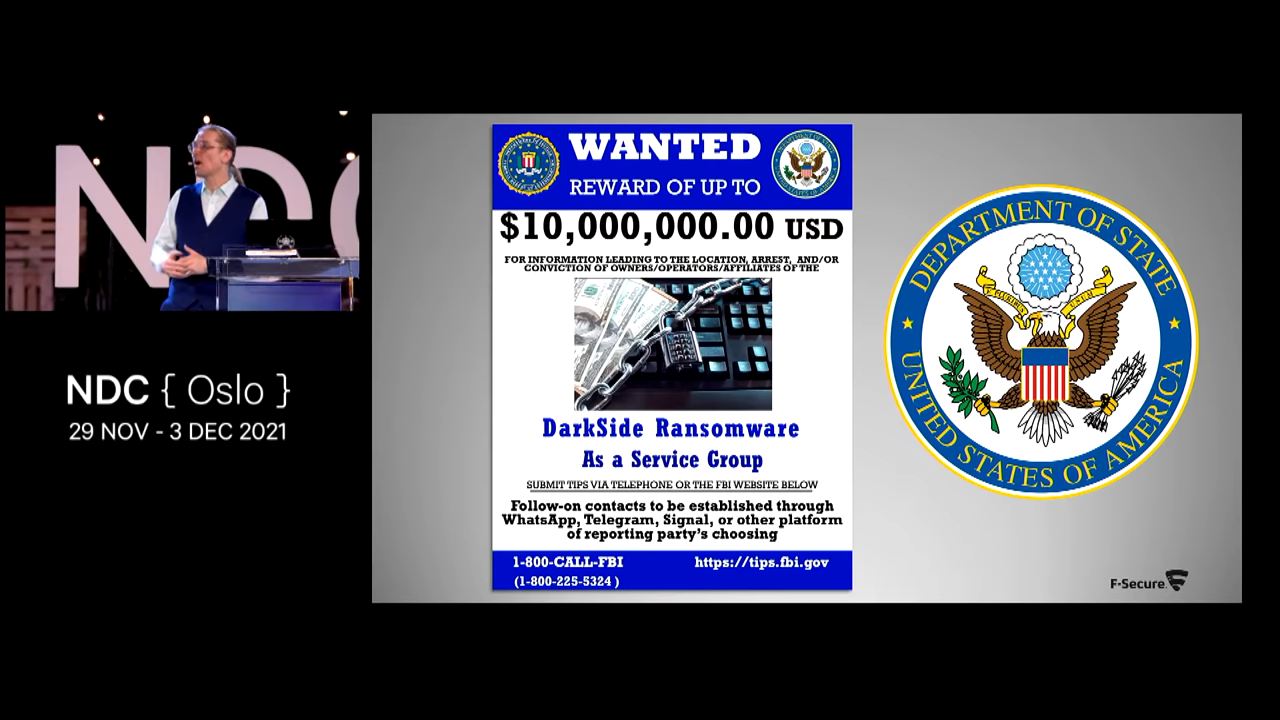 NDC
NDC { Oslo }
29 NOV - 3 DEC 2021
WANTED
REWARD OF UP TO
$10,000,000.00 USD
FOR INFORMATION LEADING TO THE LOCATION, ARREST, AND/OR
CONVICTION OF OWNERS/OPERATORS/AFFILIATES OF THE
DarkSide Ransomware
As a Service Group
SUBMIT TIPS VIA TELEPHONE OR THE FBI WEBSITE BELOW
Follow-on contacts to be established through
WhatsApp, Telegram, Signal, or other platform
of reporting party's choosing
1-800-CALL-FBI
https://tips.fbi.gov
(1-800-225-5324 )
DEPARTMENT OF STATE
UNITED STATES OF AMERICA
F-Secure